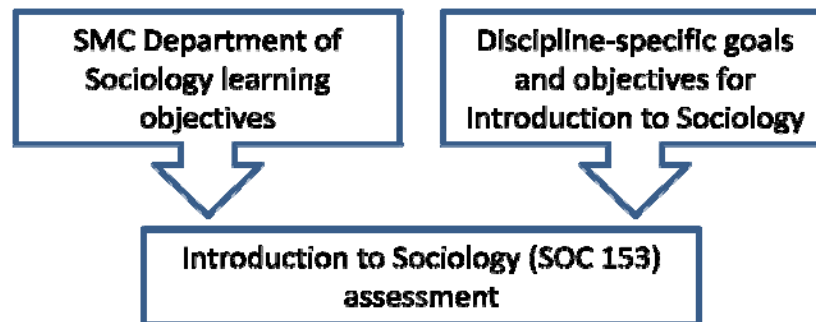 SMC Department of
Sociology learning
objectives
Discipline-specific goals
and objectives for
Introduction to Sociology
Introduction to Sociology (SOC 153)
assessment